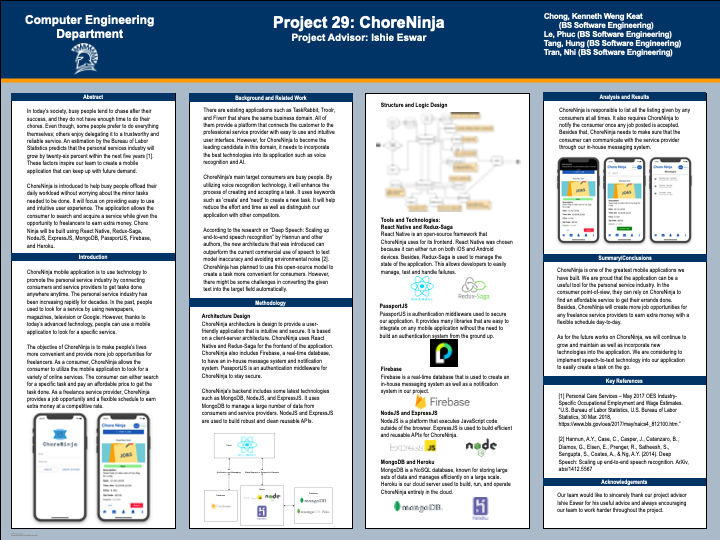 Computer Engineering
Department
Project 29: ChoreNinja
Project Advisor: Ishie Eswar
Chong, Kenneth Weng Keat
(BS Software Engineering)
Le, Phuc (BS Software Engineering)
Tang, Hung (BS Software Engineering)
Tran, Nhi (BS Software Engineering)
Abstract
In today's society, busy people tend to chase after their
success, and they do not have enough time to do their
chores. Even though, some people prefer to do everything
themselves; others enjoy delegating it to a trustworthy and
reliable service. An estimation by the Bureau of Labor
Statistics predicts that the personal services industry will
grow by twenty-six percent within the next five years [1].
These factors inspire our team to create a mobile
application that can keep up with future demand.
ChoreNinja is introduced to help busy people offload their
daily workload without worrying about the minor tasks
needed to be done. It will focus on providing easy to use
and intuitive user experience. The application allows the
consumer to search and acquire a service while given the
opportunity to freelancers to earn extra money. Chore
Ninja will be built using React Native, Redux-Saga,
NodeJS, ExpressJS, MongoDB, PassportJS, Firebase,
and Heroku.
Introduction
ChoreNinja mobile application is to use technology to
promote the personal service industry by connecting
consumers and service providers to get tasks done
anywhere anytime. The personal service industry has
been increasing rapidly for decades. In the past, people
used to look for a service by using newspapers,
magazines, television or Google. However, thanks to
today's advanced technology, people can use a mobile
application to look for a specific service.
The objective of ChoreNinja is to make people's lives
more convenient and provide more job opportunities for
freelancers. As a consumer, ChoreNinja allows the
consumer to utilize the mobile application to look for a
variety of online services. The consumer can either search
for a specific task and pay an affordable price to get the
task done. As a freelance service provider, ChoreNinja
provides a job opportunity and a flexible schedule to earn
extra money at a competitive rate.
ChoreNinja
JOBS
Background and Related Work
There are existing applications such as TaskRabbit, Troolr,
and Fiverr that share the same business domain. All of
them provide a platform that connects the customer to the
professional service provider with easy to use and intuitive
user interface. However, for ChoreNinja to become the
leading candidate in this domain, it needs to incorporate
the best technologies into its application such as voice
recognition and AI.
ChoreNinja's main target consumers are busy people. By
utilizing voice recognition technology, it will enhance the
process of creating and accepting a task. It uses keywords
such as 'create' and 'need' to create a new task. It will help
reduce the effort and time as well as distinguish our
application with other competitors.
According to the research on "Deep Speech: Scaling up
end-to-end speech recognition" by Hannun and other
authors, the new architecture that was introduced can
outperform the current commercial use of speech to text
model inaccuracy and avoiding environmental noise [2].
ChoreNinja has planned to use this open-source model to
create a task more convenient for consumers. However,
there might be some challenges in converting the given
text into the target field automatically.
Methodology
Architecture Design
ChoreNinja architecture is design to provide a user-
friendly application that is intuitive and secure. It is based
on a client-server architecture. ChoreNinja uses React
Native and Redux-Saga for the frontend of the application.
ChoreNinja also includes Firebase, a real-time database,
to have an in-house message system and notification
system. PassportJS is an authentication middleware for
ChoreNinja to stay secure.
ChoreNinja's backend includes some latest technologies
such as MongoDB, NodeJS, and ExpressJS. It uses
MongoDB to manage a large number of data from
consumers and service providers. NodeJS and ExpressJS
are used to build robust and clean reusable APIs.
node
mongoDB
Structure and Logic Design
Tools and Technologies:
React Native and Redux-Saga
React Native is an open-source framework that
ChoreNinja uses for its frontend. React Native was chosen
because it can either run on both iOS and Android
devices. Besides, Redux-Saga is used to manage the
state of the application. This allows developers to easily
manage, test and handle failures.
Redux-Saga
PassportJS
PassportJS is authentication middleware used to secure
our application. It provides many libraries that are easy to
integrate on any mobile application without the need to
build an authentication system from the ground up.
Firebase
Firebase is a real-time database that is used to create an
in-house messaging system as well as a notification
system in our project.
Firebase
NodeJS and ExpressJS
NodeJS is a platform that executes JavaScript code
outside of the browser. ExpressJS is used to build efficient
and reusable APIs for ChoreNinja.
Express JS
node
MongoDB and Heroku
MongoDB is a NoSQL database, known for storing large
sets of data and manages efficiently on a large scale.
Heroku is our cloud server used to build, run, and operate
ChoreNinja entirely in the cloud.
mongoDB
HEROKU
Analysis and Results
ChoreNinja is responsible to list all the listing given by any
consumers at all times. It also requires ChoreNinja to
notify the consumer once any job posted is accepted.
Besides that, ChoreNinja needs to make sure that the
consumer can communicate with the service provider
through our in-house messaging system.
JOBS
JOBS
Summary/Conclusions
ChoreNinja is one of the greatest mobile applications we
have built. We are proud that the application can be a
useful tool for the personal service industry. In the
consumer point-of-view, they can rely on ChoreNinja to
find an affordable service to get their errands done.
Besides, ChoreNinja will create more job opportunities for
any freelance service providers to earn extra money with a
flexible schedule day-to-day.
As for the future works on ChoreNinja, we will continue to
grow and maintain as well as incorporate new
technologies into the application. We are considering to
implement speech-to-text technology into our application
to easily create a task on the go.
Key References
[1] Personal Care Services – May 2017 OES Industry-
Specific Occupational Employment and Wage Estimates.
"U.S. Bureau of Labor Statistics, U.S. Bureau of Labor
Statistics, 30 Mar. 2018,
https://www.bls.gov/oes/2017/may/naics4_812100.htm."
[2] Hannun, A.Y., Case, C., Casper, J., Catanzaro, B.,
Diamos, G., Elsen, E., Prenger, R., Satheesh, S.,
Sengupta, S., Coates, A., & Ng, A.Y. (2014). Deep
Speech: Scaling up end-to-end speech recognition. ArXiv,
abs/1412.5567
Acknowledgements
Our team would like to sincerely thank our project advisor
Ishie Eswar for his useful advice and always encouraging
our team to work harder throughout the project.